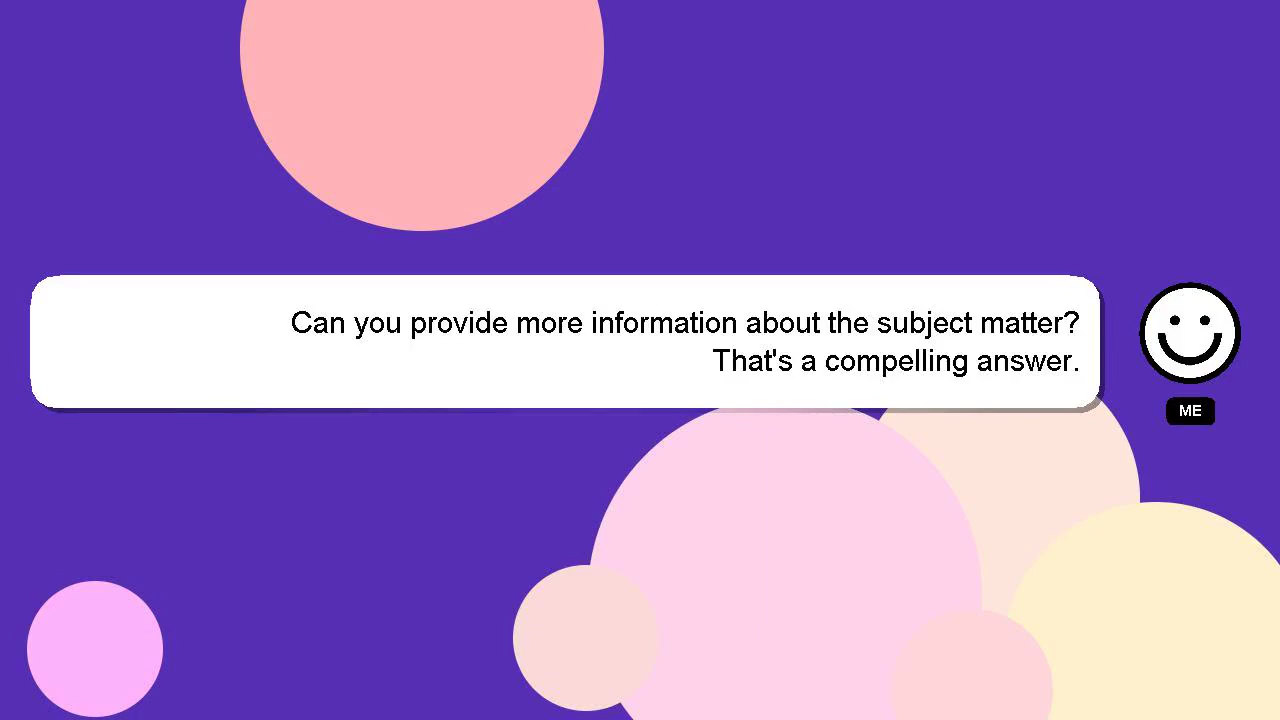 Can you provide more information about the subject matter?
That's a compelling answer.
ME